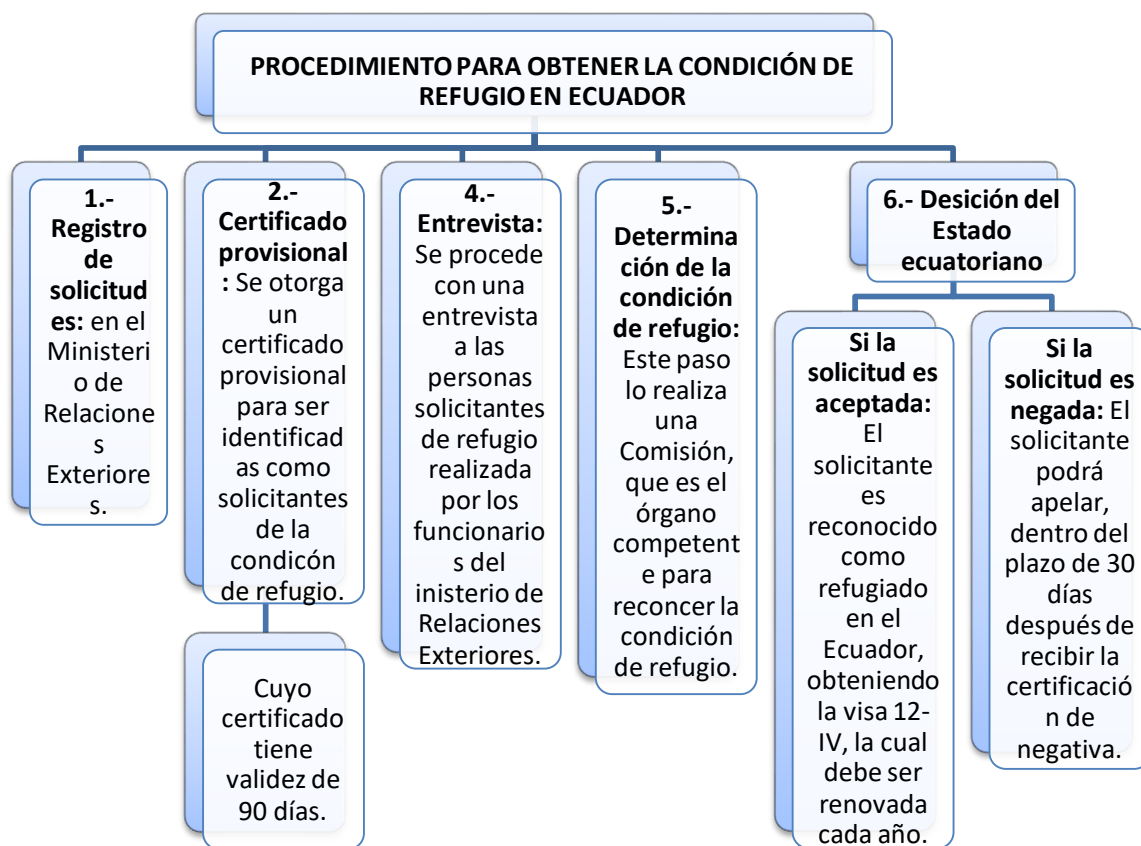 PROCEDIMIENTO PARA OBTENER LA CONDICIÓN DE
REFUGIO EN ECUADOR
1.-
Registro
de
solicitud
es: en el
Ministeri
o de
Relacione
s
Exteriore
s.
2.-
Certificado
provisional
: Se otorga
un
certificado
provisional
para ser
identificad
as como
solicitantes
de la
condicón
de refugio.
Cuyo
certificado
tiene
validez de
90 días.
4.-
Entrevista:
Se procede
con una
entrevista
a las
personas
solicitantes
de refugio
realizada
por los
funcionario
s del
inisterio de
Relaciones
Exteriores.
5.-
Determina
ción de la
condición
de refugio:
Este paso
lo realiza
una
Comisión,
que es el
órgano
competent
e para
reconcer la
condición
de refugio.
6.- Desición del
Estado
ecuatoriano
Si la
solicitud es
aceptada:
El
solicitante
es
reconocido
como
refugiado
en el
Ecuador,
obteniendo
la visa 12-
IV, la cual
debe ser
renovada
cada año.
Si la
solicitud es
negada: El
solicitante
podrá
apelar,
dentro del
plazo de 30
días
después de
recibir la
certificació
n de
negativa.